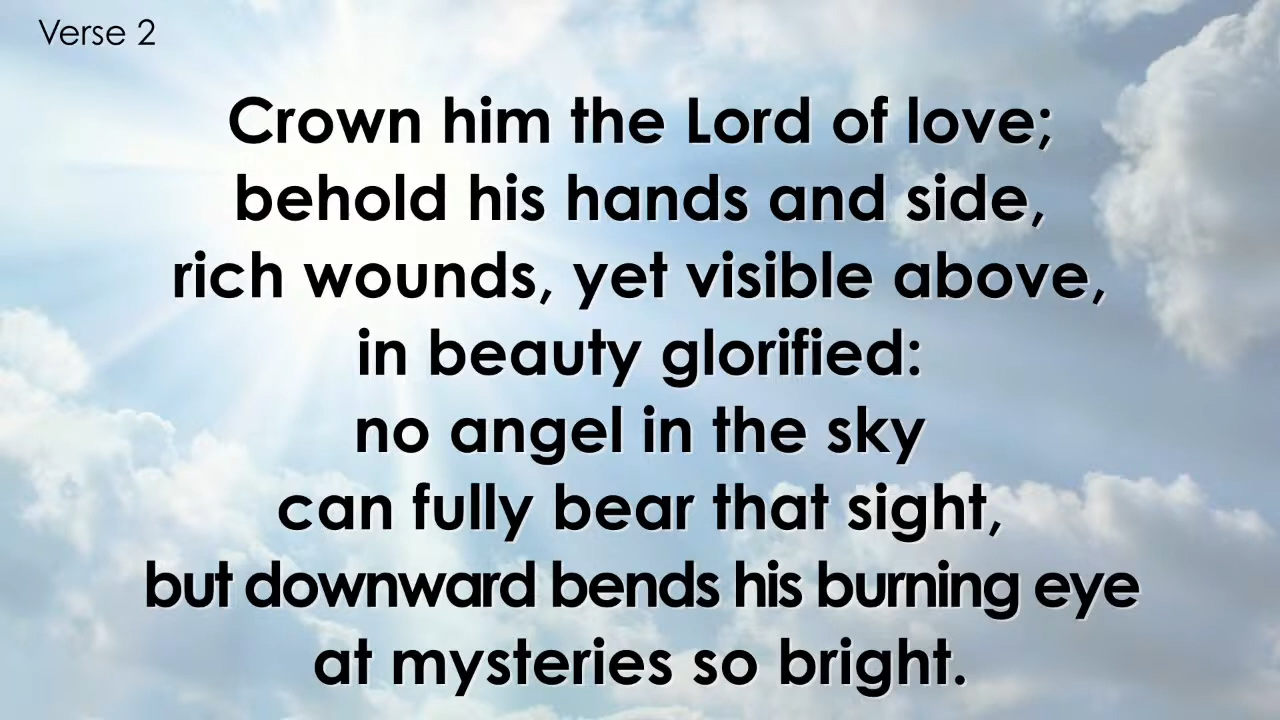 Verse 2
Crown him the Lord of love;
behold his hands and side,
rich wounds, yet visible above,
in beauty glorified:
no angel in the sky
can fully bear that sight,
but downward bends his burning eye
at mysteries so bright.